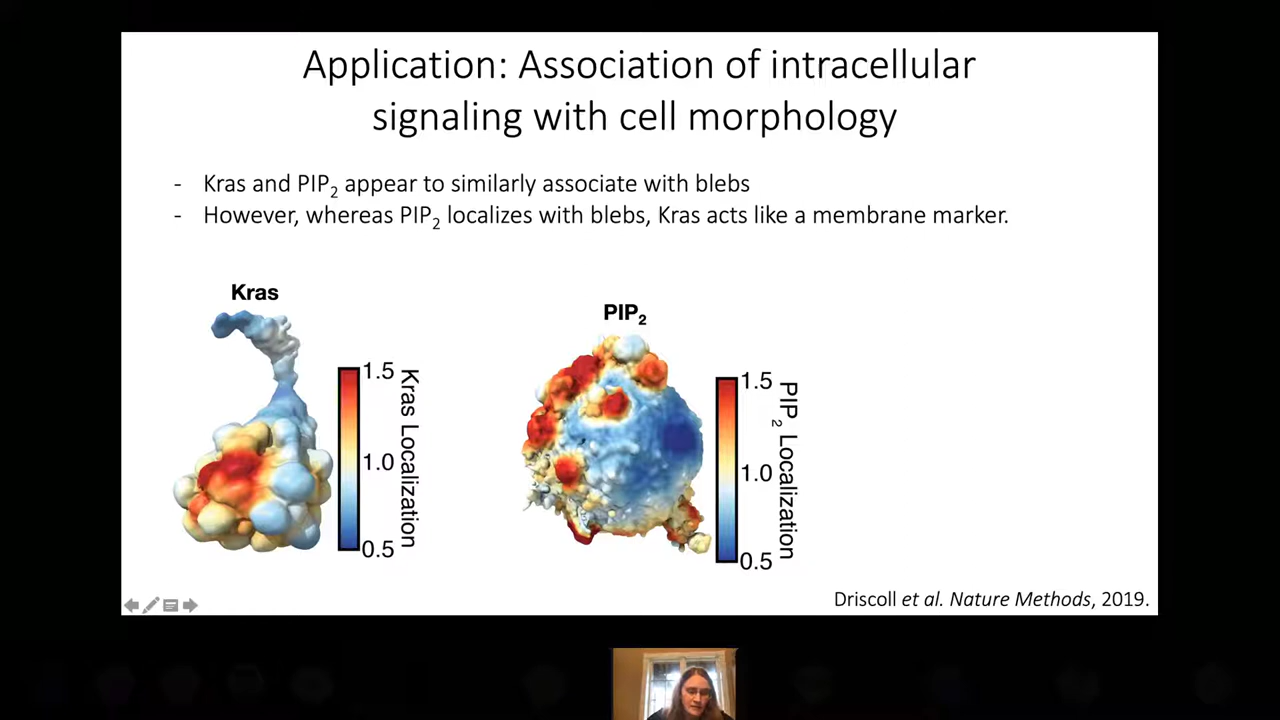 Application: Association of intracellular
signaling with cell morphology
- Kras and PIP₂ appear to similarly associate with blebs
- However, whereas PIP₂ localizes with blebs, Kras acts like a membrane marker.
Kras
1.5
1.0
0.5
Kras Localization
PIP₂
1.5
1.0
0.5
PIP₂ Localization
Driscoll et al. Nature Methods, 2019.